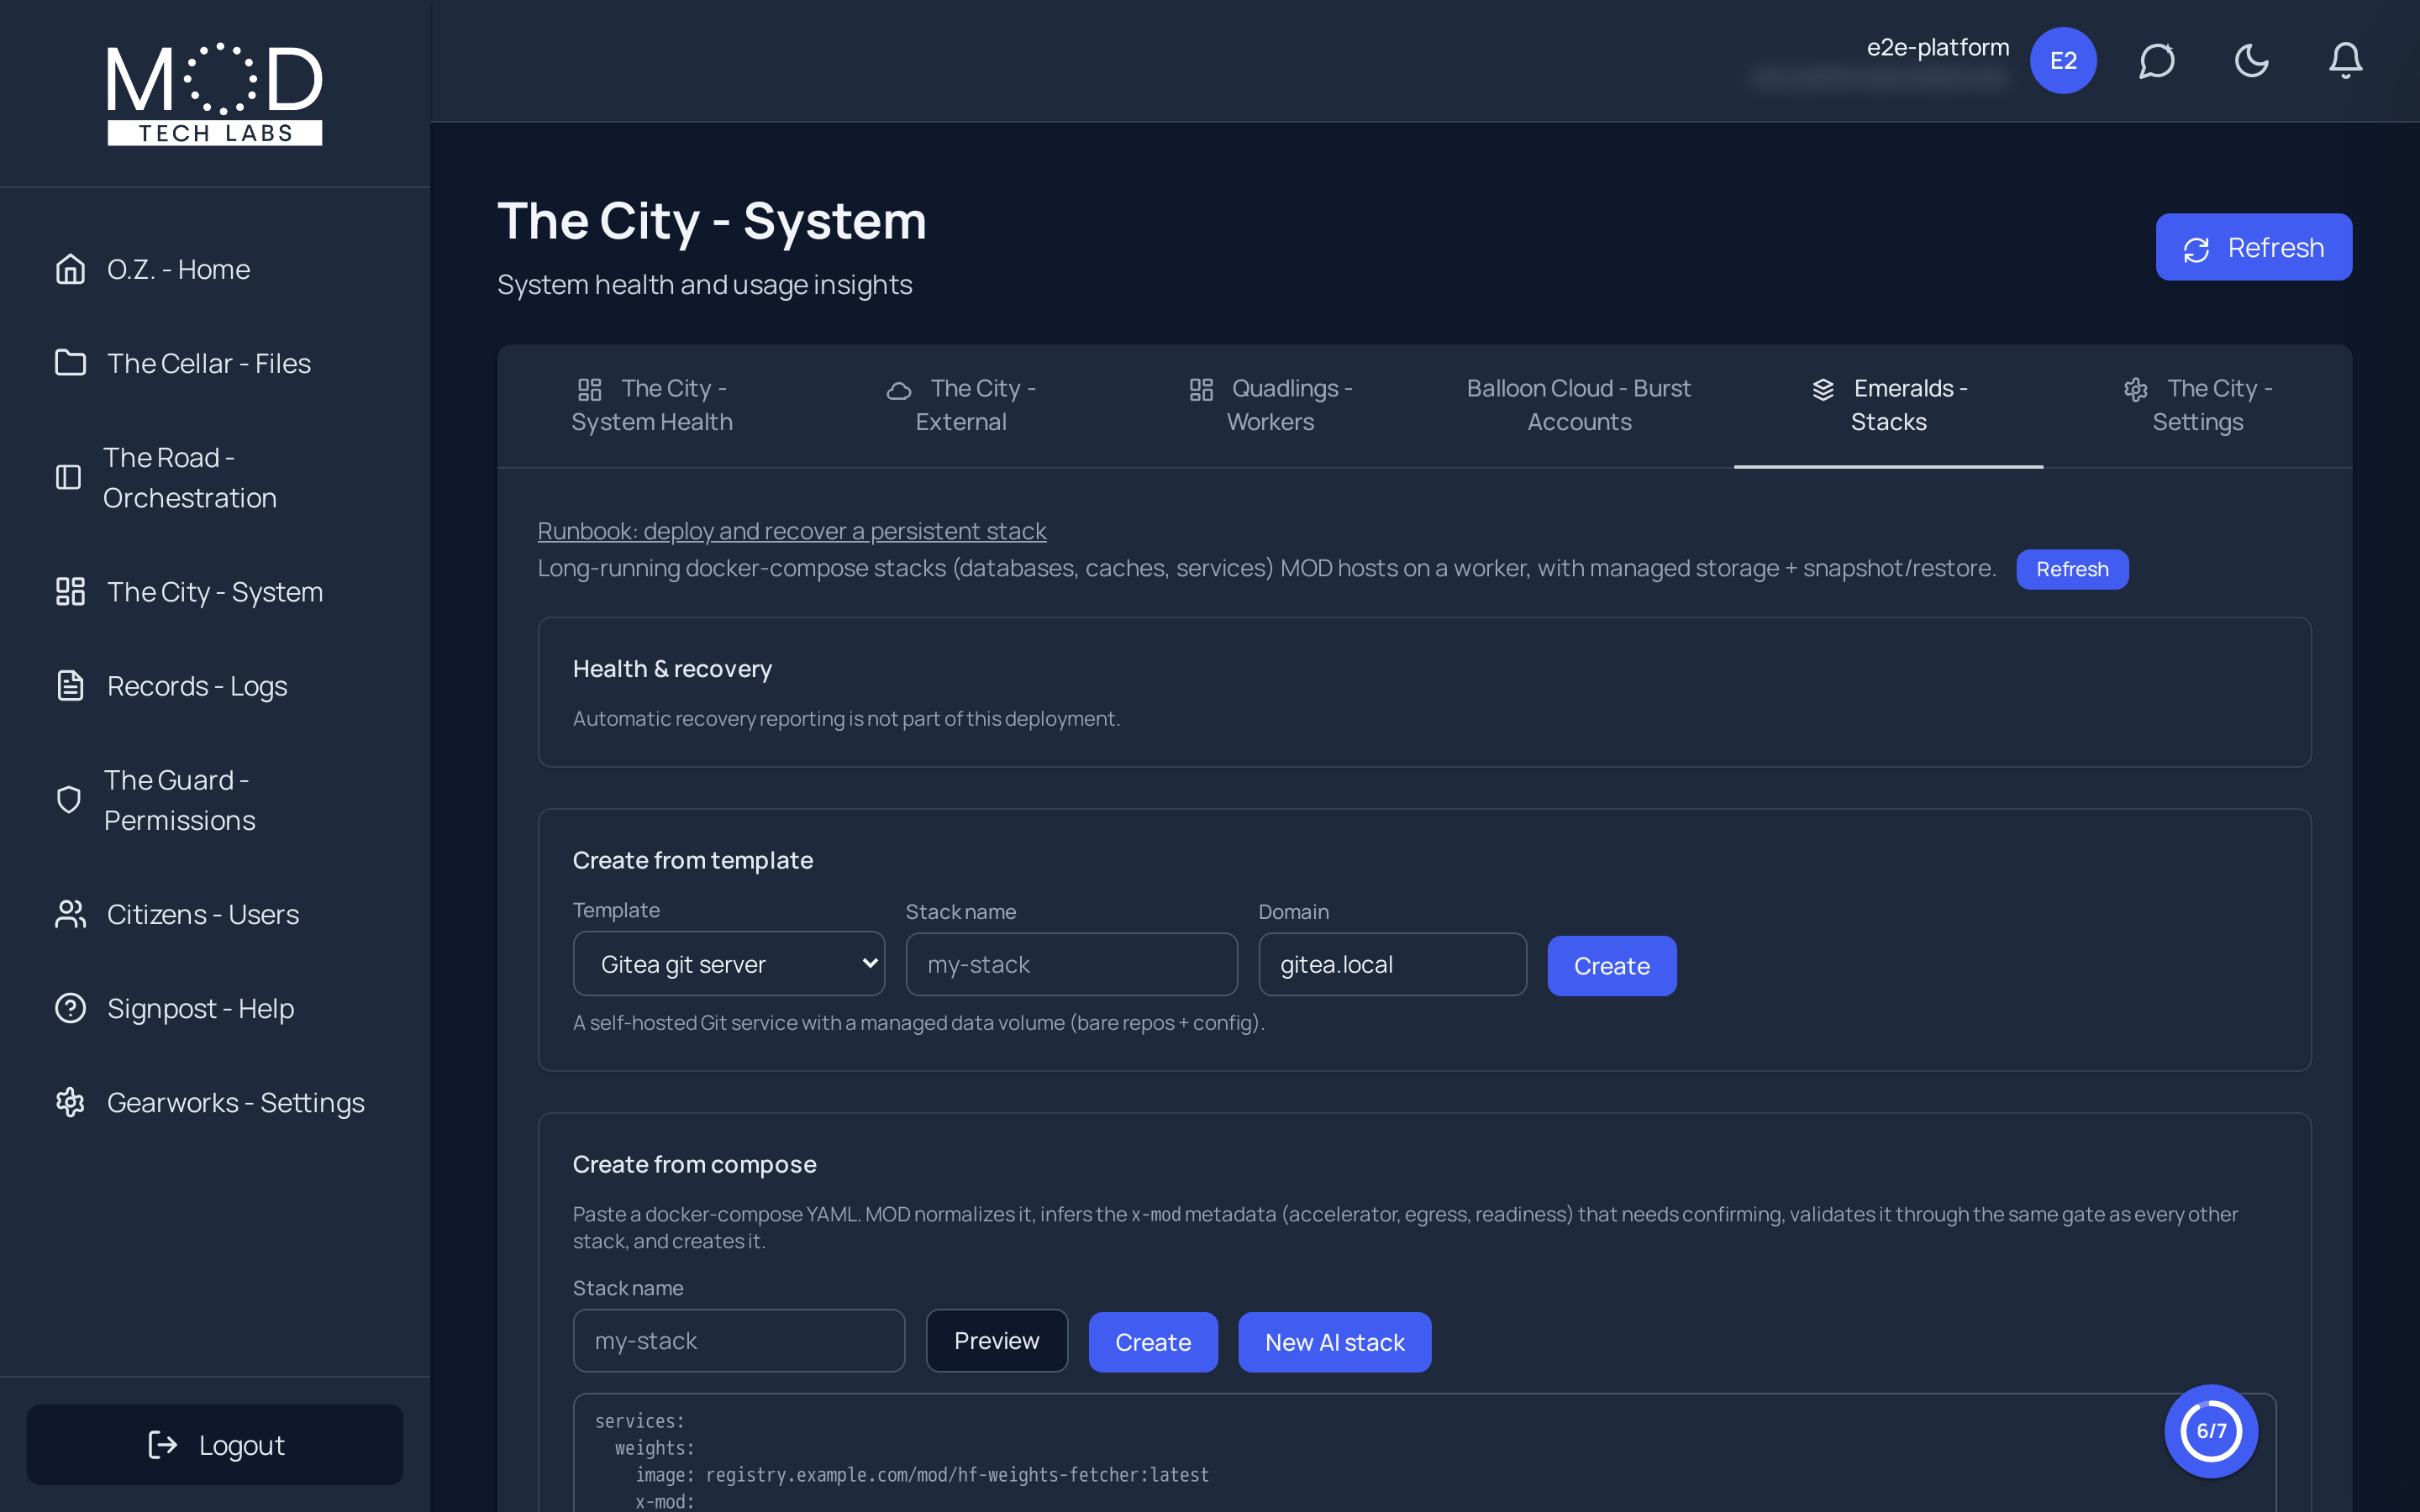 MOD
TECH LABS
O.Z. - Home
The Cellar - Files
The Road -
Orchestration
The City - System
Records - Logs
The Guard -
Permissions
Citizens - Users
Signpost - Help
Gearworks - Settings
Logout
e2e-platform
E2
The City - System
System health and usage insights
Refresh
The City -
System Health
The City -
External
Quadlings -
Workers
Balloon Cloud - Burst
Accounts
Emeralds -
Stacks
The City -
Settings
Runbook: deploy and recover a persistent stack
Long-running docker-compose stacks (databases, caches, services) MOD hosts on a worker, with managed storage + snapshot/restore.
Refresh
Health & recovery
Automatic recovery reporting is not part of this deployment.
Create from template
Template
Stack name
Domain
Gitea git server
my-stack
gitea.local
Create
A self-hosted Git service with a managed data volume (bare repos + config).
Create from compose
Paste a docker-compose YAML. MOD normalizes it, infers the x-mod metadata (accelerator, egress, readiness) that needs confirming, validates it through the same gate as every other
stack, and creates it.
Stack name
my-stack
Preview
Create
New AI stack
services:
weights:
image: registry.example.com/mod/hf-weights-fetcher:latest
x-mod:
6/7